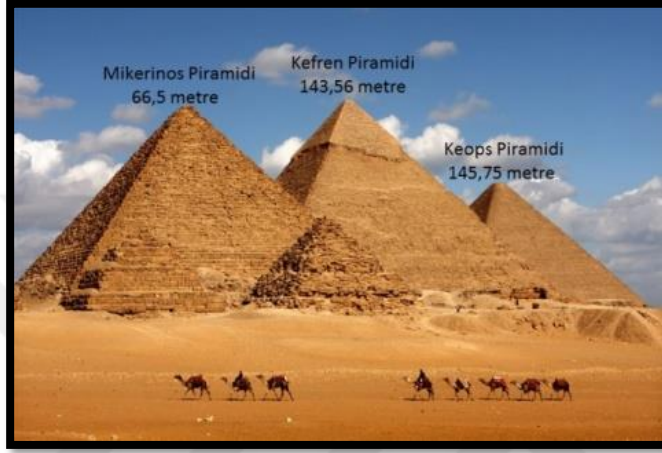 Mikerinos Piramidi
66,5 metre
Kefren Piramidi
143,56 metre
Keops Piramidi
145,75 metre